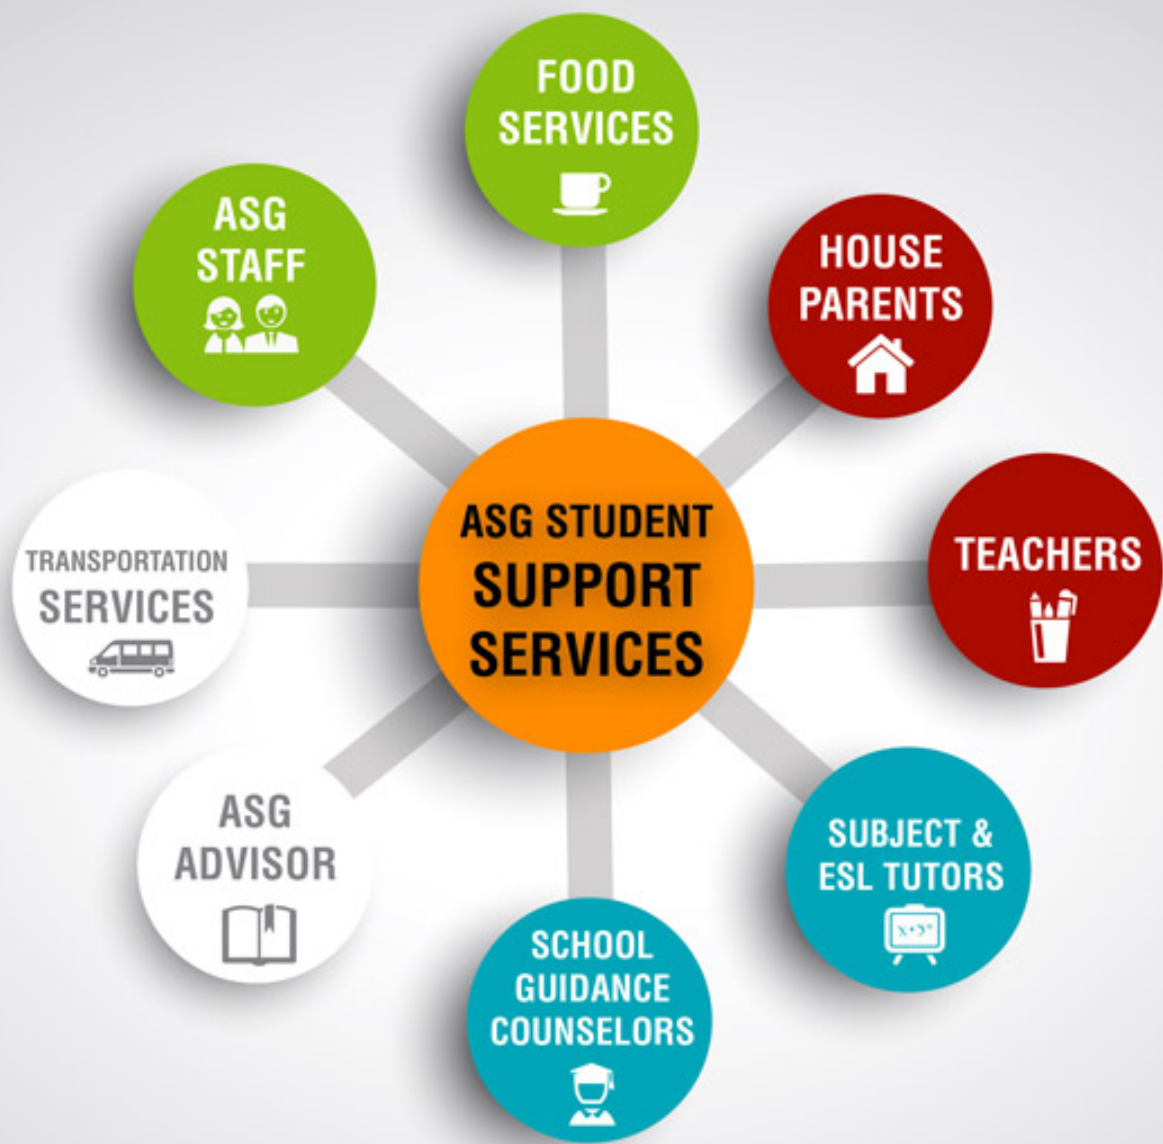 FOOD
SERVICES
ASG
STAFF
HOUSE
PARENTS
ASG STUDENT
SUPPORT
SERVICES
TEACHERS
TRANSPORTATION
SERVICES
ASG
ADVISOR
SUBJECT &
ESL TUTORS
SCHOOL
GUIDANCE
COUNSELORS